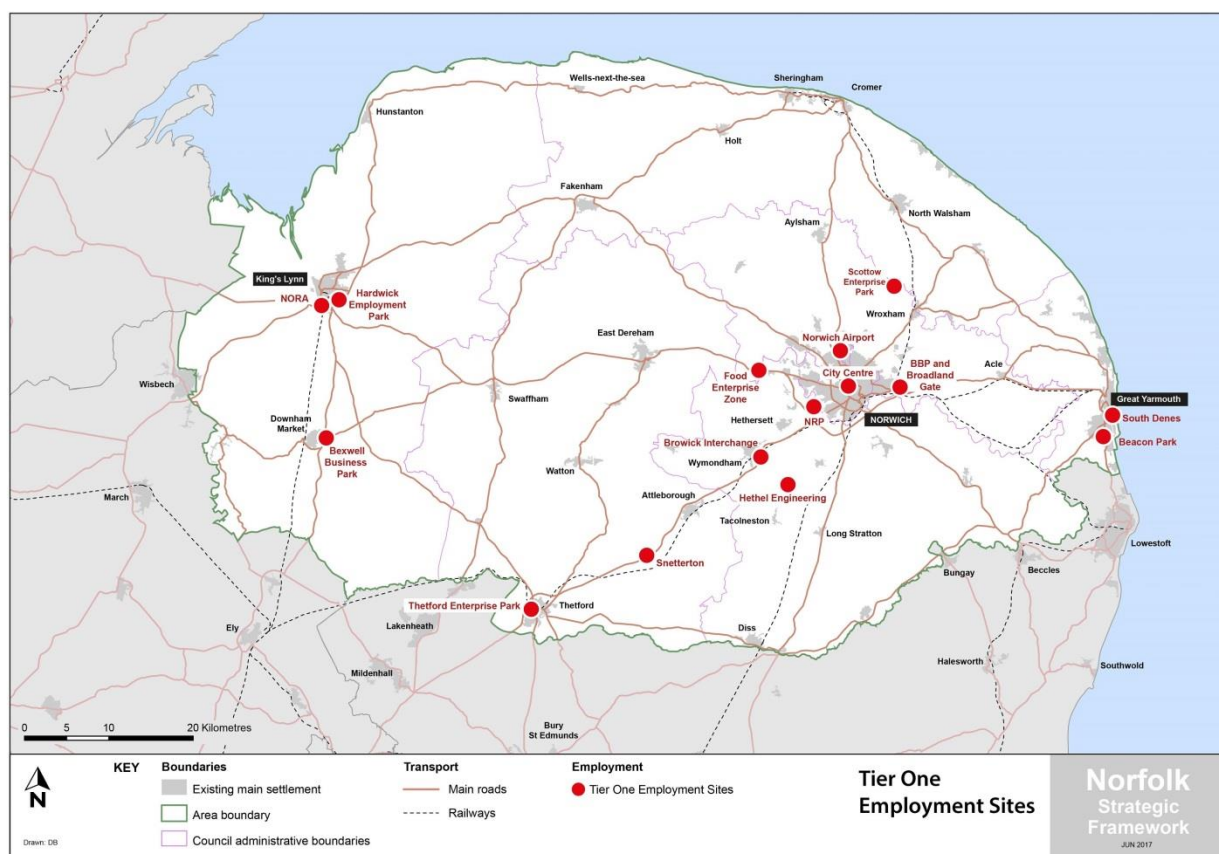 Wells-next-the-sea
Sheringham
Cromer
Hunstanton
Holt
Fakenham
North Walsham
Aylsham
King's Lynn
NORA
Hardwick
Employment
Park
Scottow
Enterprise
Park
Wroxham
East Dereham
Norwich Airport
City Centre
Food
Enterprise
Zone
BBP and
Broadland
Gate
Acle
Wisbech
Swaffham
Great Yarmouth
South Denes
Beacon Park
Downham
Market
Bexwell
Business
Park
Hethersett
NRP
NORWICH
Browick Interchange
Wymondham
Watton
March
Attleborough
Hethel Engineering
Tacolneston
Long Stratton
Lowestoft
Snetterton
Bungay
Beccles
Thetford Enterprise Park
Thetford
Lakenheath
Ely
Diss
Mildenhall
Halesworth
Southwold
Bury
St Edmunds
0 5 10 20 Kilometres
N
Drawn: DB
KEY
Boundaries
Existing main settlement
Area boundary
Council administrative boundaries
Transport
Main roads
Railways
Employment
Tier One Employment Sites
Tier One
Employment Sites
Norfolk
Strategic
Framework
JUN 2017